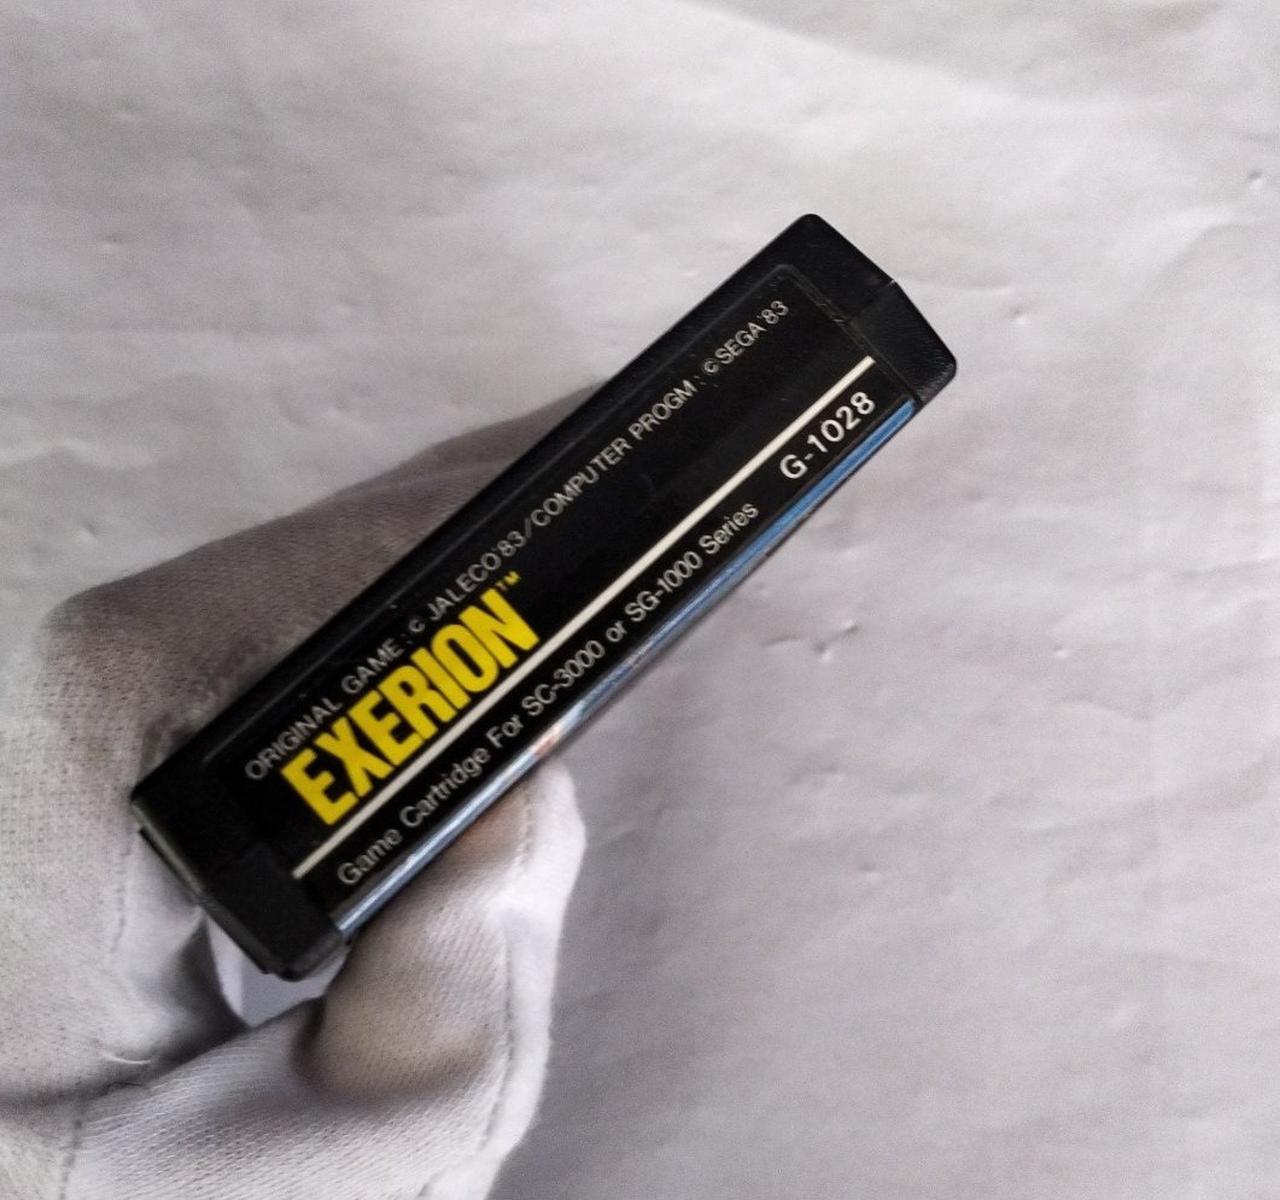 ORIGINAL GAME : © JALECO'83/COMPUTER PROGM : © SEGA'83
EXERION™
Game Cartridge For SC-3000 or SG-1000 Series G-1028